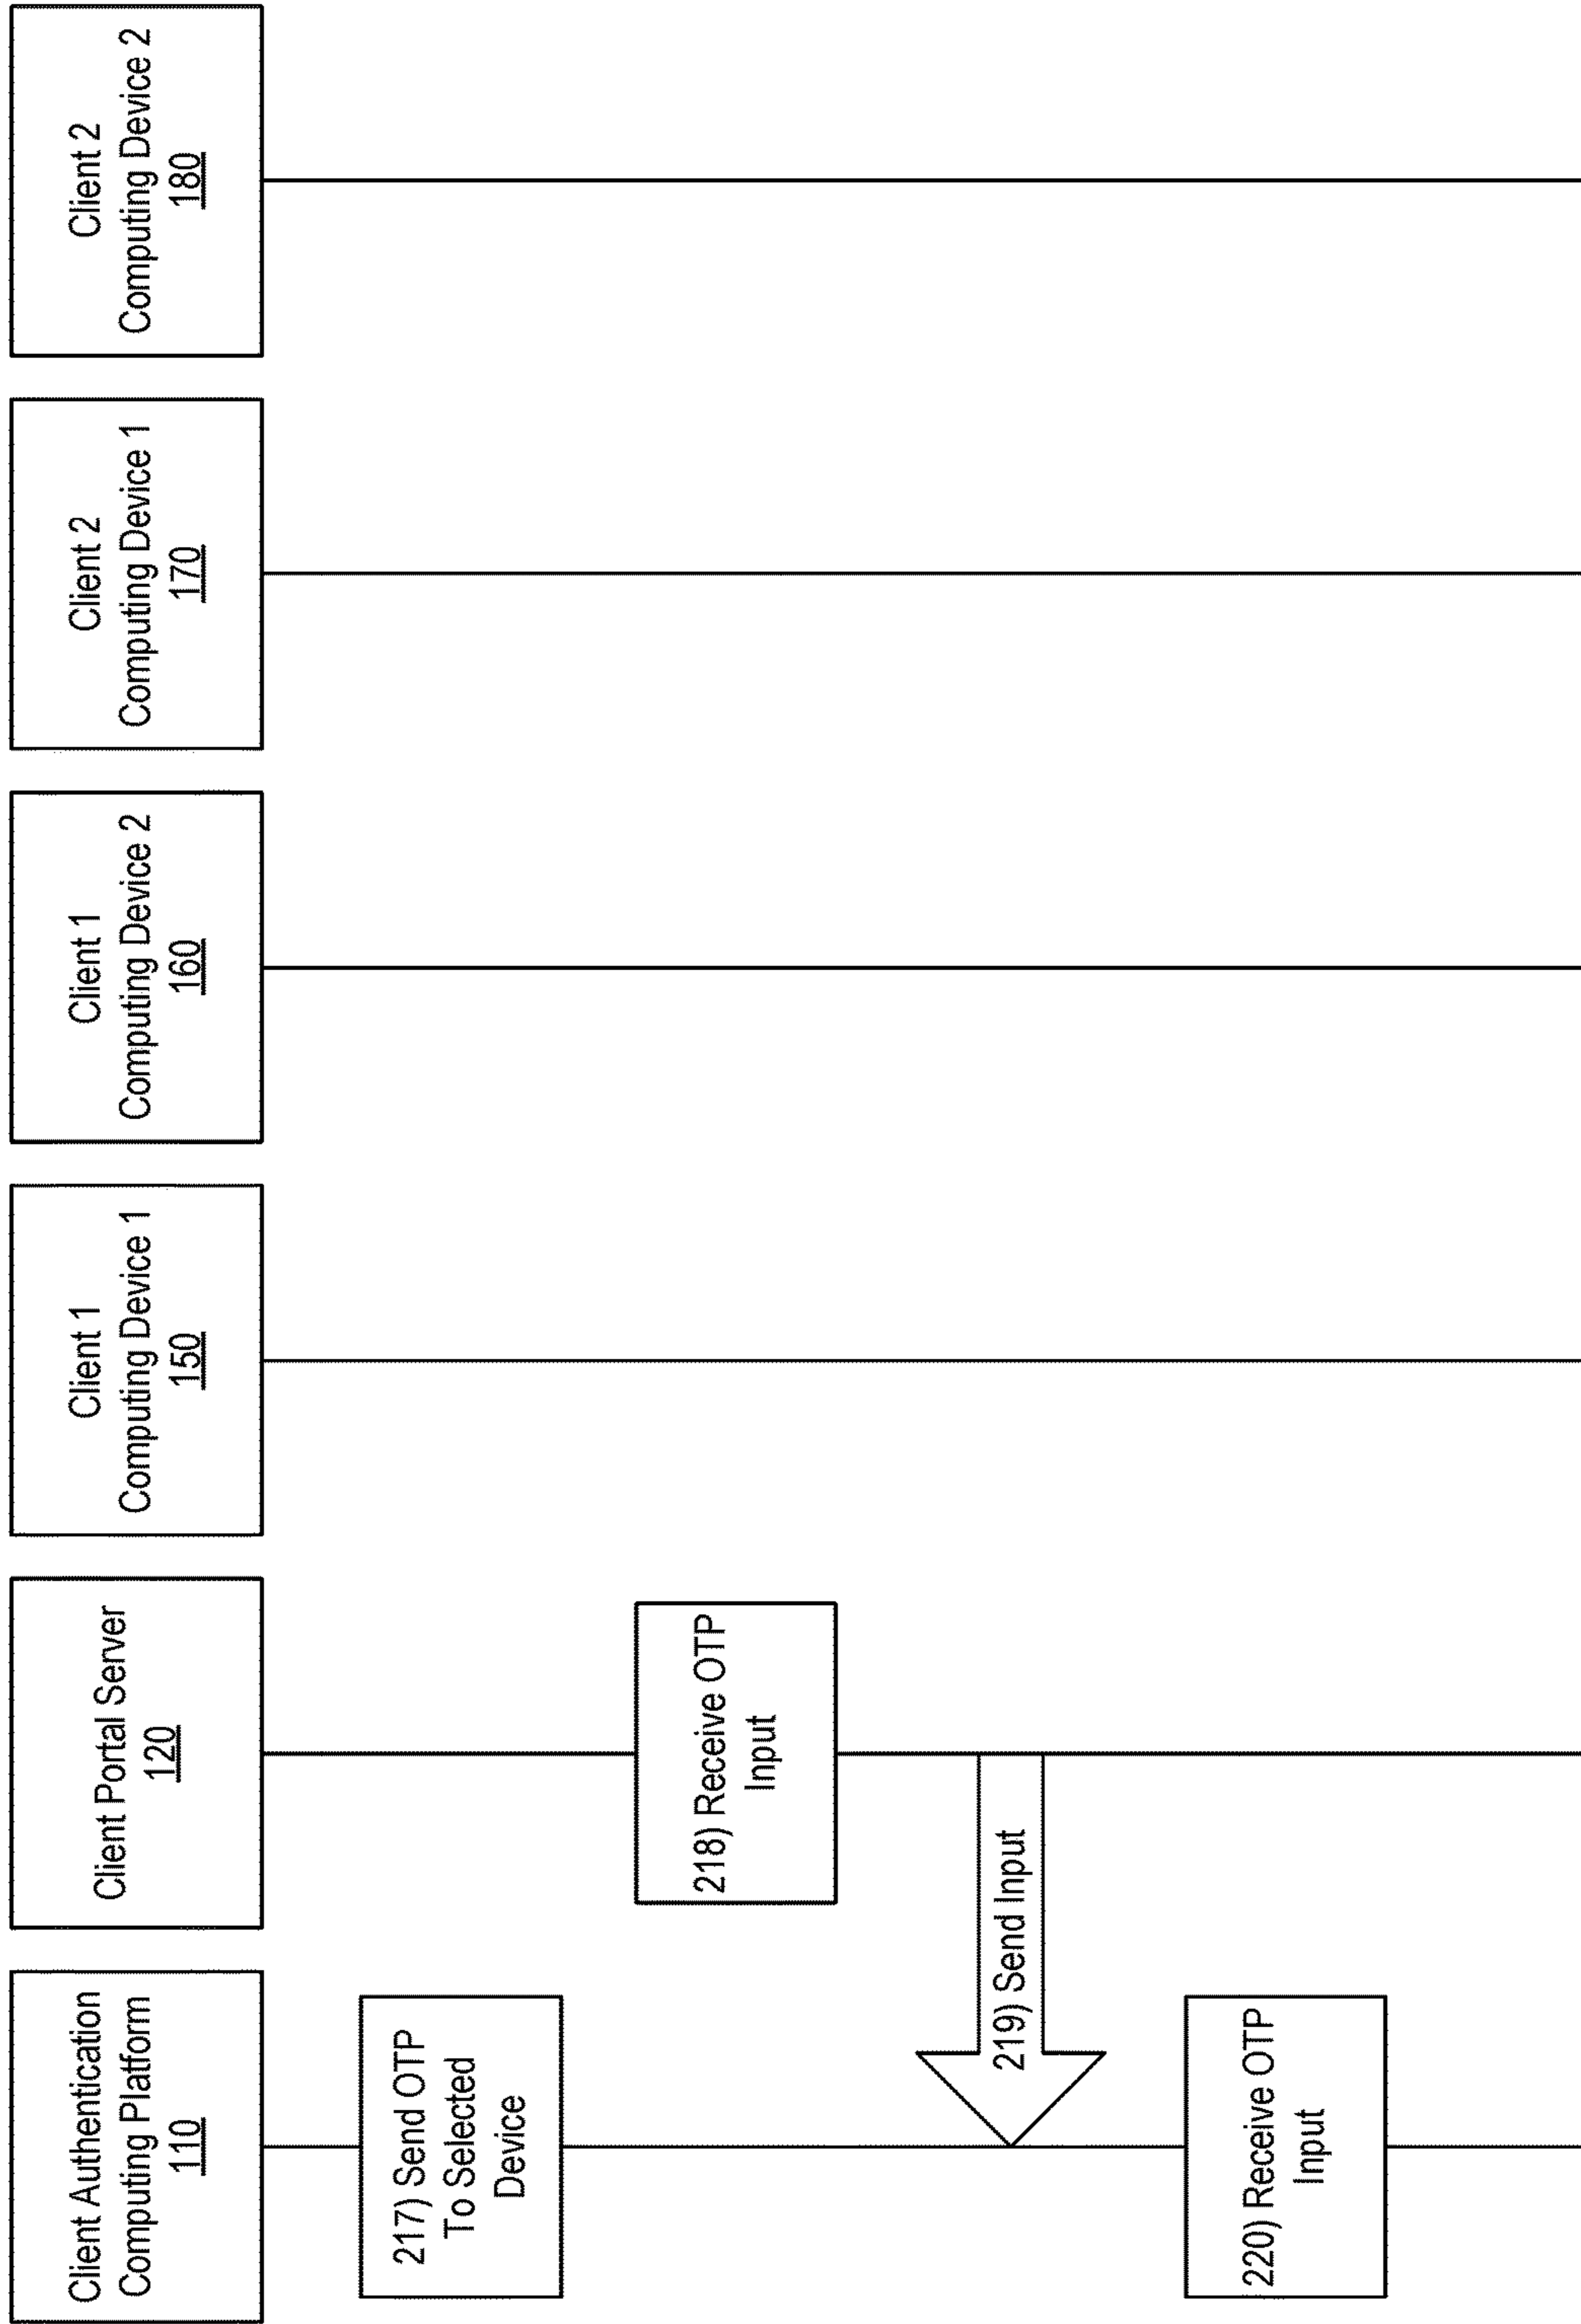 Client Authentication
Computing Platform
110
Client Portal Server
120
Client 1
Computing Device 1
150
Client 1
Computing Device 2
160
Client 2
Computing Device 1
170
Client 2
Computing Device 2
180
217) Send OTP
To Selected
Device
218) Receive OTP
Input
219) Send Input
220) Receive OTP
Input